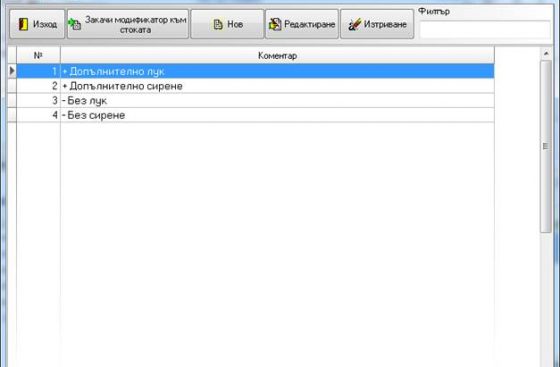 Изход
Закачи модификатор към
стоката
Нов
Редактиране
Изтриване
Филтър
№ Коментар
1 + Допълнително лук
2 + Допълнително сирене
3 - Без лук
4 - Без сирене